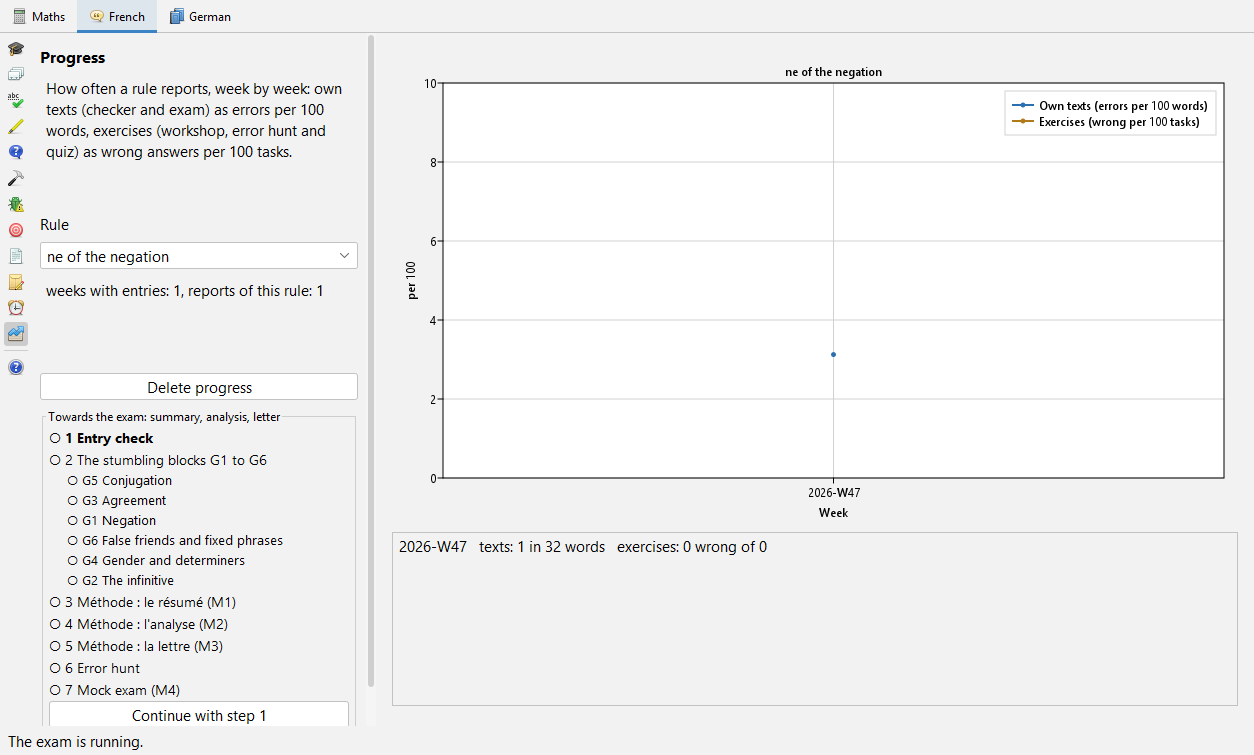 Maths
French
German
Progress
How often a rule reports, week by week: own
texts (checker and exam) as errors per 100
words, exercises (workshop, error hunt and
quiz) as wrong answers per 100 tasks.
Rule
ne of the negation
weeks with entries: 1, reports of this rule: 1
Delete progress
Towards the exam: summary, analysis, letter
1 Entry check
2 The stumbling blocks G1 to G6
G5 Conjugation
G3 Agreement
G1 Negation
G6 False friends and fixed phrases
G4 Gender and determiners
G2 The infinitive
3 Méthode : le résumé (M1)
4 Méthode : l'analyse (M2)
5 Méthode : la lettre (M3)
6 Error hunt
7 Mock exam (M4)
Continue with step 1
The exam is running.
ne of the negation
Own texts (errors per 100 words)
Exercises (wrong per 100 tasks)
10
8
6
4
2
0
per 100
2026-W47
Week
2026-W47 texts: 1 in 32 words exercises: 0 wrong of 0
abc